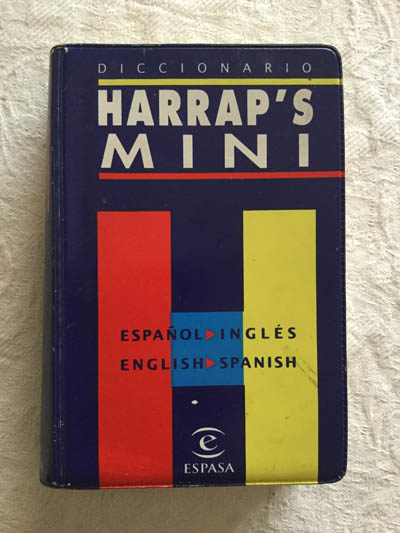 DICCIONARIO
HARRAP'S
MINI
ESPAÑOL▸INGLÉS
ENGLISH▸SPANISH
e
ESPASA